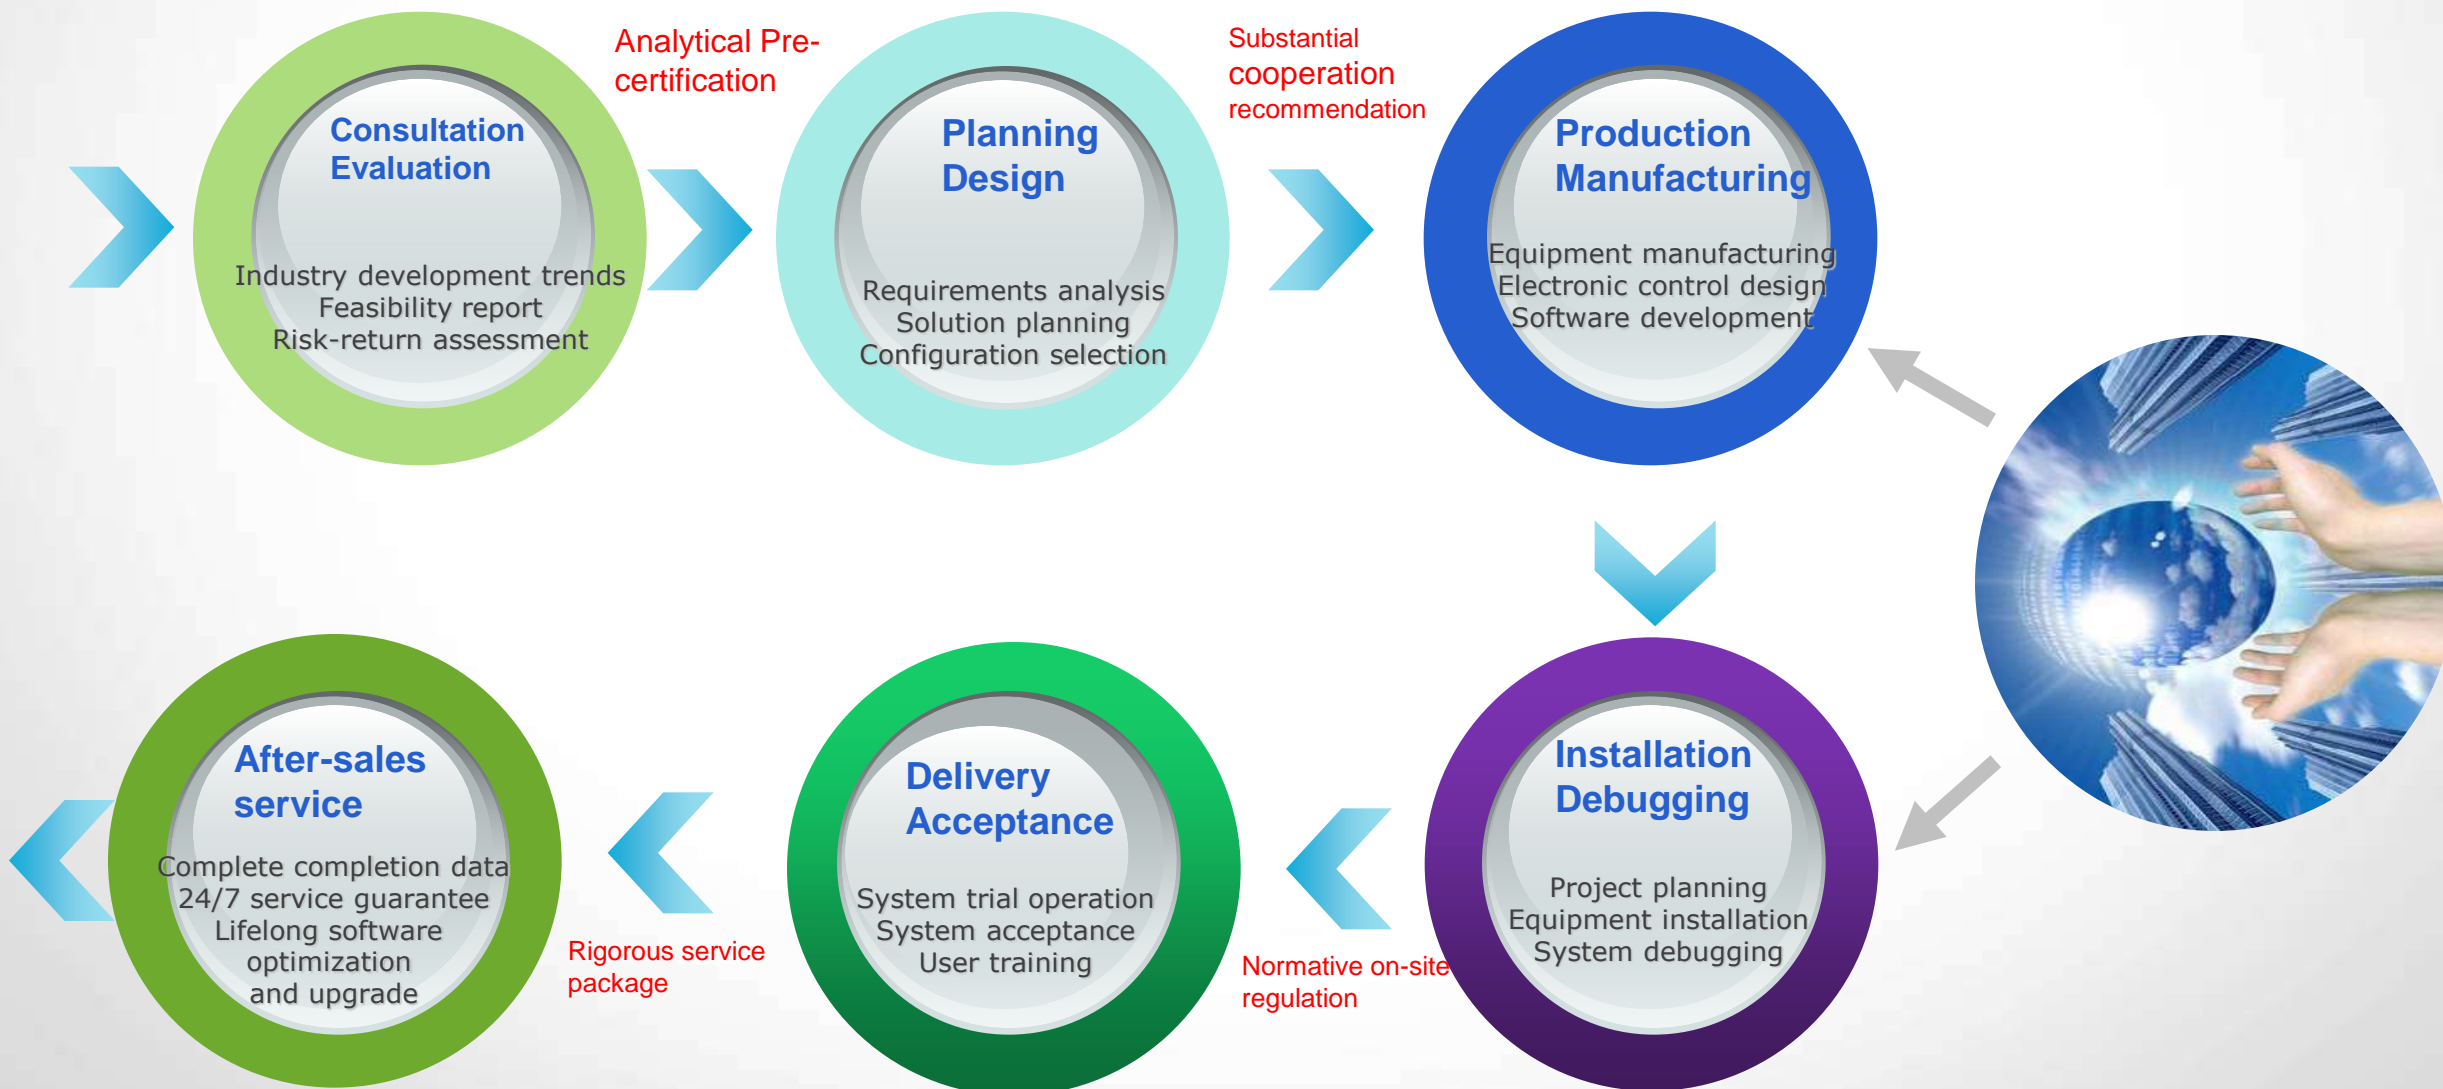 Consultation
Evaluation
Industry development trends
Feasibility report
Risk-return assessment
Analytical Pre-
certification
Planning
Design
Requirements analysis
Solution planning
Configuration selection
Substantial
cooperation
recommendation
Production
Manufacturing
Equipment manufacturing
Electronic control design
Software development
Installation
Debugging
Project planning
Equipment installation
System debugging
Normative on-site
regulation
Delivery
Acceptance
System trial operation
System acceptance
User training
Rigorous service
package
After-sales
service
Complete completion data
24/7 service guarantee
Lifelong software
optimization
and upgrade